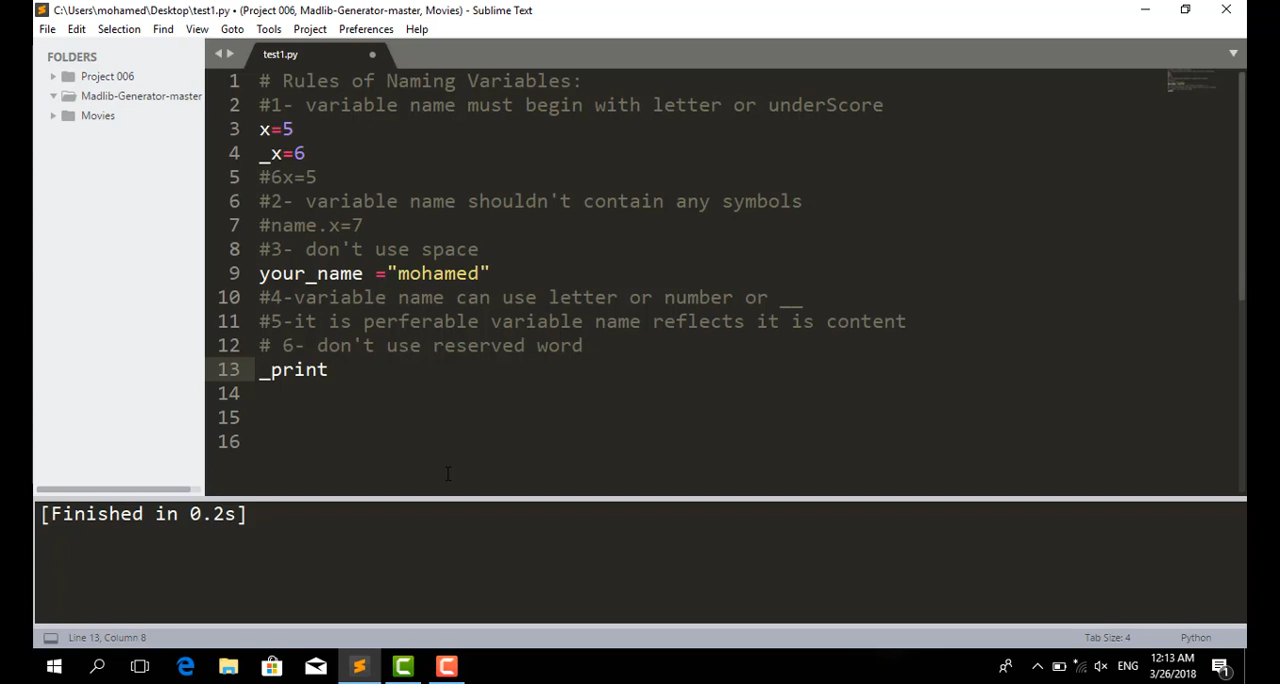 C:\Users\mohamed\Desktop\test1.py • (Project 006, Madlib-Generator-master, Movies) - Sublime Text
File Edit Selection Find View Goto Tools Project Preferences Help
FOLDERS
Project 006
Madlib-Generator-master
Movies
test1.py
1 # Rules of Naming Variables:
2 #1- variable name must begin with letter or underScore
3 x=5
4 _x=6
5 #6x=5
6 #2- variable name shouldn't contain any symbols
7 #name.x=7
8 #3- don't use space
9 your_name ="mohamed"
10 #4-variable name can use letter or number or __
11 #5-it is perferable variable name reflects it is content
12 # 6- don't use reserved word
13 _print
14
15
16
[Finished in 0.2s]
Line 13, Column 8
Tab Size: 4
Python
ENG
12:13 AM
3/26/2018
1